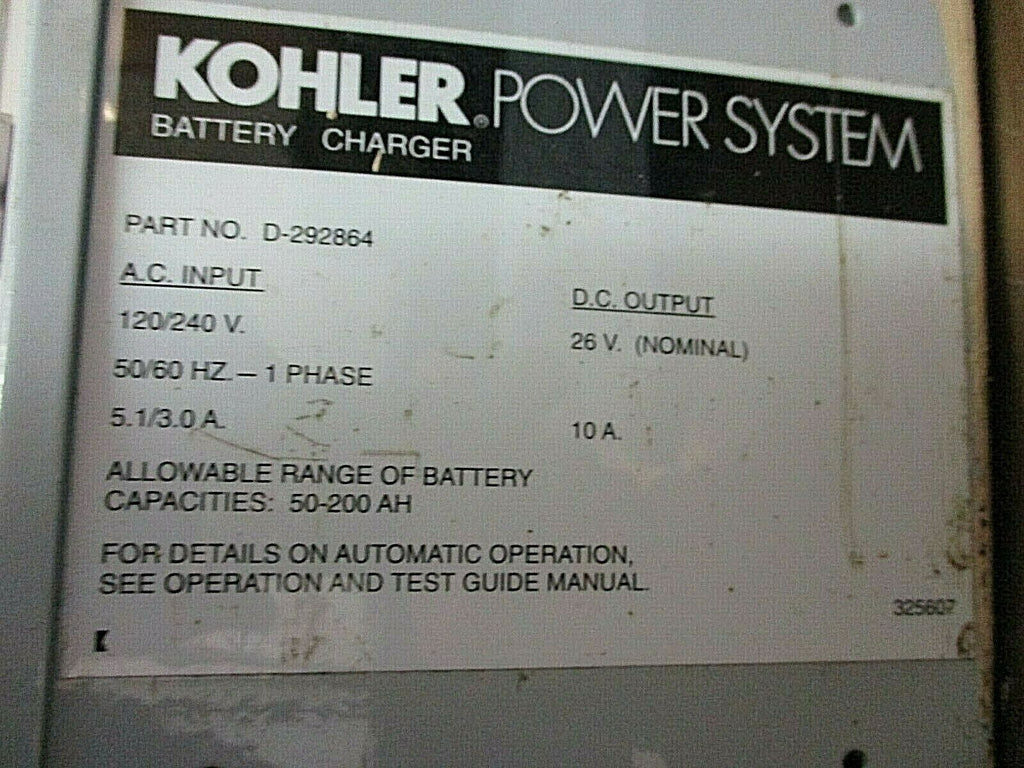 KOHLER® POWER SYSTEM
BATTERY CHARGER
PART NO. D-292864
A.C. INPUT
D.C. OUTPUT
120/240 V.
26 V. (NOMINAL)
50/60 HZ. — 1 PHASE
5.1/3.0 A.
10 A.
ALLOWABLE RANGE OF BATTERY
CAPACITIES: 50-200 AH
FOR DETAILS ON AUTOMATIC OPERATION,
SEE OPERATION AND TEST GUIDE MANUAL.
325607
K